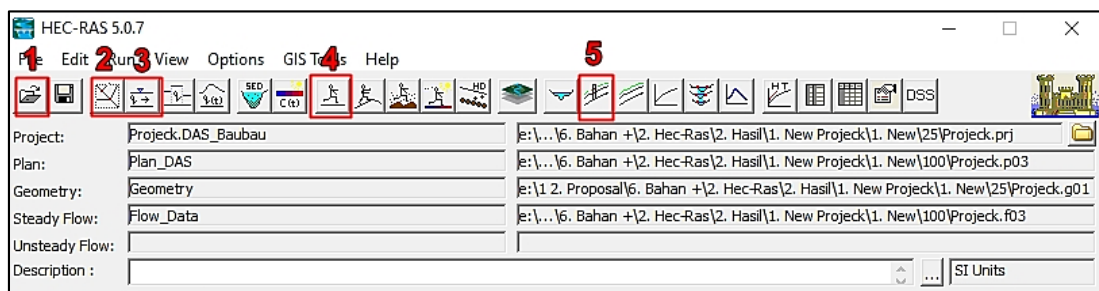 HEC-RAS 5.0.7
File Edit Run View Options GIS Tools Help
1 2 3 4 5
SED C(t) HD HT DSS
Project: Projeck.DAS_Baubau e:\...\6. Bahan +\2. Hec-Ras\2. Hasil\1. New Projeck\1. New\25\Projeck.prj
Plan: Plan_DAS e:\...\6. Bahan +\2. Hec-Ras\2. Hasil\1. New Projeck\1. New\100\Projeck.p03
Geometry: Geometry e:\1 2. Proposal\6. Bahan +\2. Hec-Ras\2. Hasil\1. New Projeck\1. New\25\Projeck.g01
Steady Flow: Flow_Data e:\...\6. Bahan +\2. Hec-Ras\2. Hasil\1. New Projeck\1. New\100\Projeck.f03
Unsteady Flow:
Description : ... SI Units